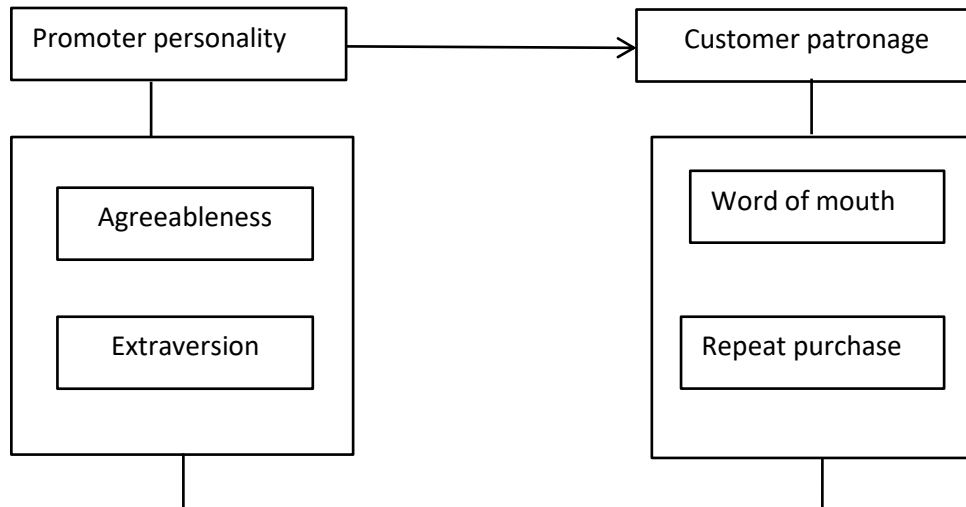 Promoter personality
Customer patronage
Agreeableness
Extraversion
Word of mouth
Repeat purchase